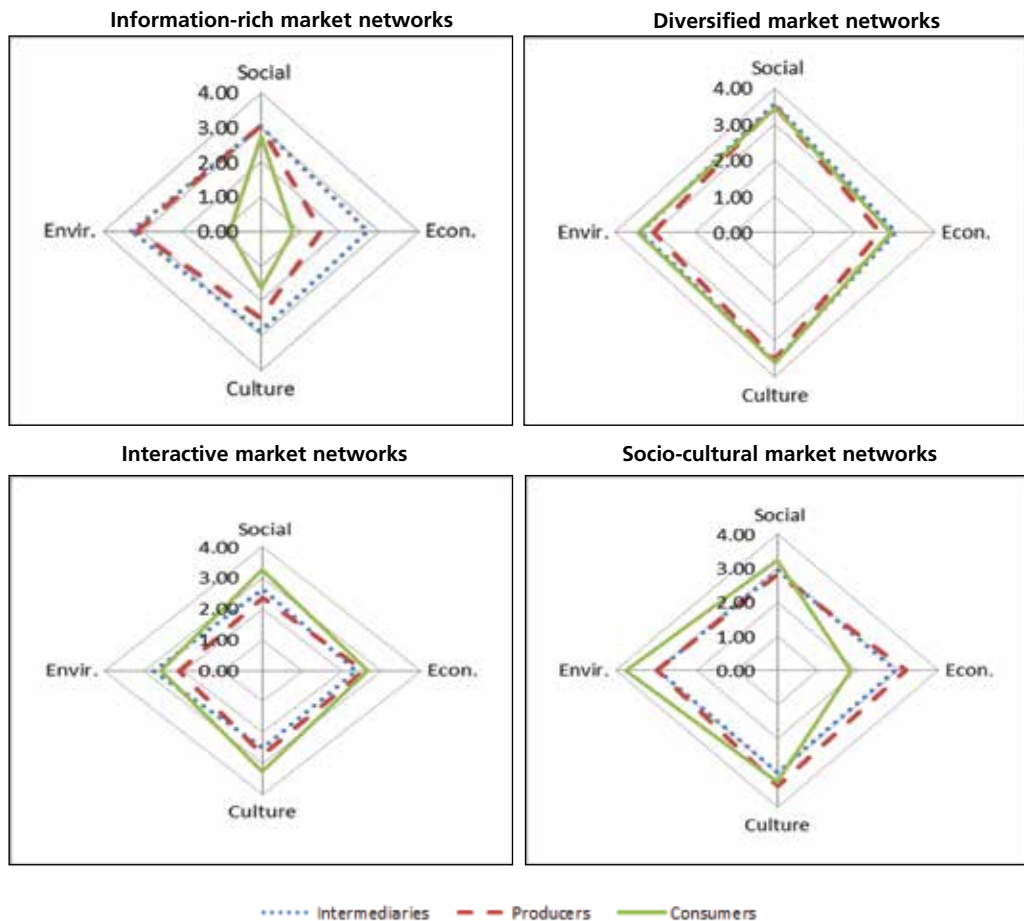 Information-rich market networks
Social
4.00
3.00
2.00
1.00
0.00
Envir.
Econ.
Culture
Diversified market networks
Social
4.00
3.00
2.00
1.00
0.00
Envir.
Econ.
Culture
Interactive market networks
Social
4.00
3.00
2.00
1.00
0.00
Envir.
Econ.
Culture
Socio-cultural market networks
Social
4.00
3.00
2.00
1.00
0.00
Envir.
Econ.
Culture
Intermediaries Producers Consumers